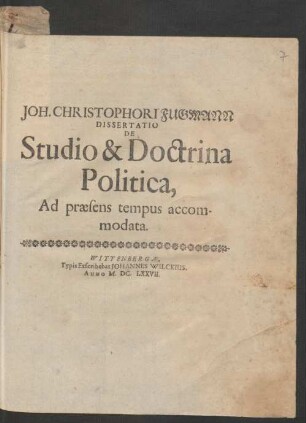 7
JOH. CHRISTOPHORI FUGMANN
DISSERTATIO
DE
Studio & Doctrina
Politica,
Ad præsens tempus accom-
modata.
WITTENBERGÆ,
Typis Exscribebat JOHANNES WILCKIUS.
ANNO M. DC. LXXVII.